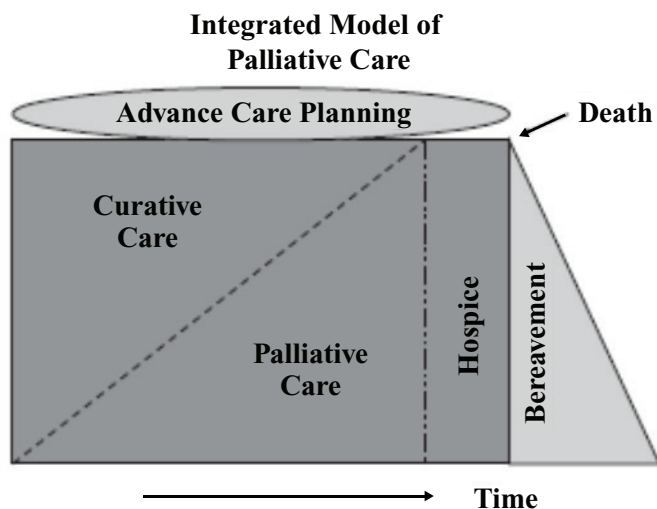 Integrated Model of
Palliative Care
Advance Care Planning
Death
Curative
Care
Palliative
Care
Hospice
Bereavement
Time